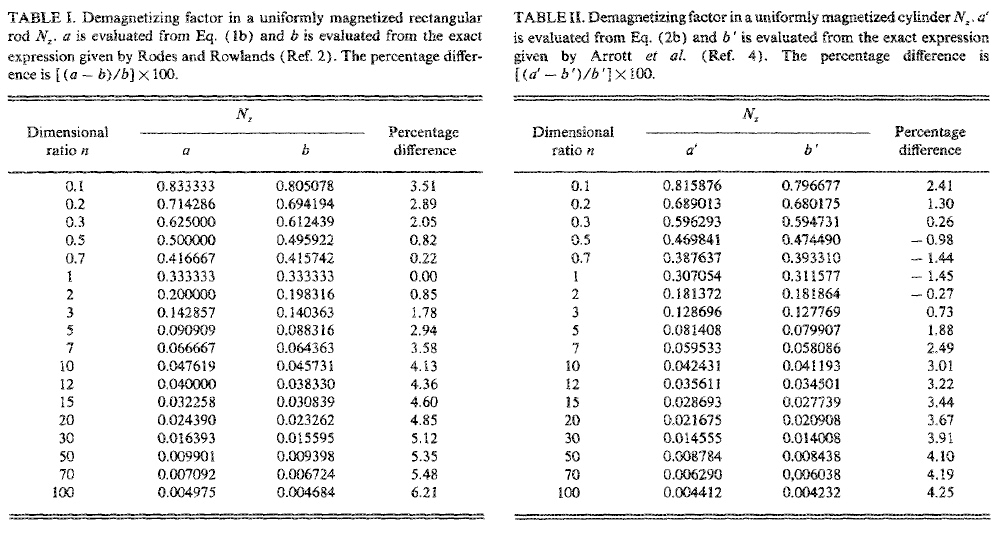 TABLE I. Demagnetizing factor in a uniformly magnetized rectangular
rod N_z. a is evaluated from Eq. (1b) and b is evaluated from the exact
expression given by Rodes and Rowlands (Ref. 2). The percentage differ-
ence is [(a − b)/b] × 100.
N_z
Dimensional ratio n a b Percentage difference
0.1 0.833333 0.805078 3.51
0.2 0.714286 0.694194 2.89
0.3 0.625000 0.612439 2.05
0.5 0.500000 0.495922 0.82
0.7 0.416667 0.415742 0.22
1 0.333333 0.333333 0.00
2 0.200000 0.198316 0.85
3 0.142857 0.140363 1.78
5 0.090909 0.088316 2.94
7 0.066667 0.064363 3.58
10 0.047619 0.045731 4.13
12 0.040000 0.038330 4.36
15 0.032258 0.030839 4.60
20 0.024390 0.023262 4.85
30 0.016393 0.015595 5.12
50 0.009901 0.009398 5.35
70 0.007092 0.006724 5.48
100 0.004975 0.004684 6.21
TABLE II. Demagnetizing factor in a uniformly magnetized cylinder N_z. a′
is evaluated from Eq. (2b) and b′ is evaluated from the exact expression
given by Arrott et al. (Ref. 4). The percentage difference is
[(a′ − b′)/b′] × 100.
N_z
Dimensional ratio n a′ b′ Percentage difference
0.1 0.815876 0.796677 2.41
0.2 0.689013 0.680175 1.30
0.3 0.596293 0.594731 0.26
0.5 0.469841 0.474490 − 0.98
0.7 0.387637 0.393310 − 1.44
1 0.307054 0.311577 − 1.45
2 0.181372 0.181864 − 0.27
3 0.128696 0.127769 0.73
5 0.081408 0.079907 1.88
7 0.059533 0.058086 2.49
10 0.042431 0.041193 3.01
12 0.035611 0.034501 3.22
15 0.028693 0.027739 3.44
20 0.021675 0.020908 3.67
30 0.014555 0.014008 3.91
50 0.008784 0.008438 4.10
70 0.006290 0,006038 4.19
100 0.004412 0.004232 4.25